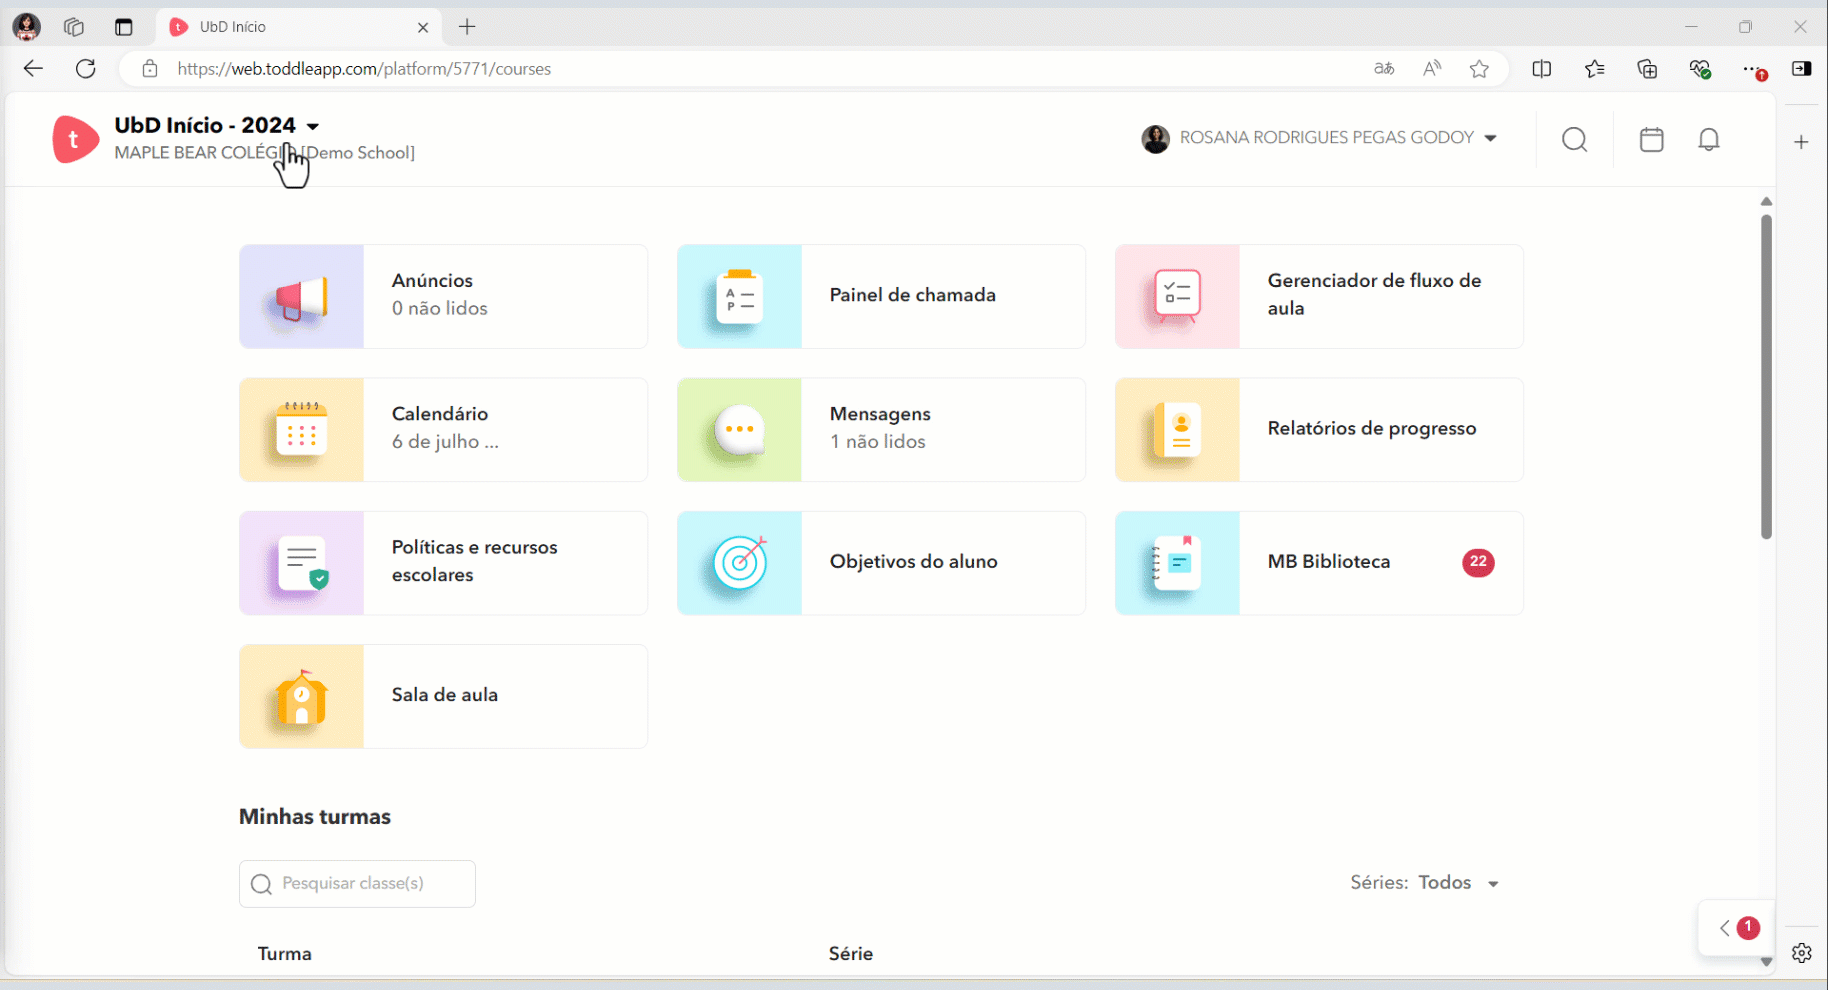 UbD Início
https://web.toddleapp.com/platform/5771/courses
t
UbD Início - 2024
MAPLE BEAR COLÉGIO [Demo School]
ROSANA RODRIGUES PEGAS GODOY
Anúncios
0 não lidos
Painel de chamada
Gerenciador de fluxo de
aula
Calendário
6 de julho ...
Mensagens
1 não lidos
Relatórios de progresso
Políticas e recursos
escolares
Objetivos do aluno
MB Biblioteca
22
Sala de aula
Minhas turmas
Pesquisar classe(s)
Séries: Todos
1
Turma
Série